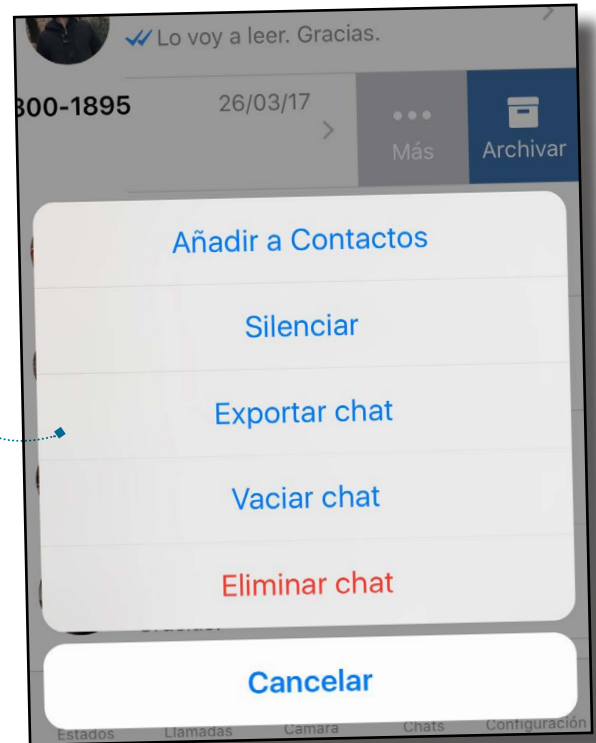 Lo voy a leer. Gracias.
300-1895
26/03/17
Más
Archivar
Añadir a Contactos
Silenciar
Exportar chat
Vaciar chat
Eliminar chat
Cancelar
Estados Llamadas Cámara Chats Configuración